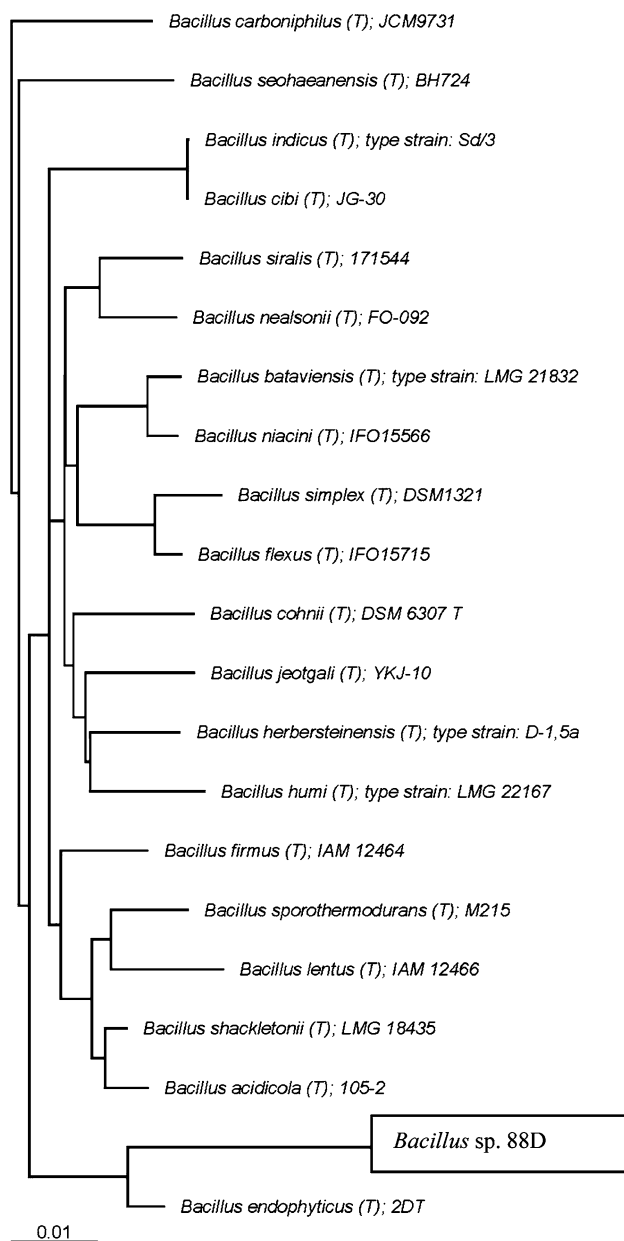 Bacillus carboniphilus (T); JCM9731
Bacillus seohaeanensis (T); BH724
Bacillus indicus (T); type strain: Sd/3
Bacillus cibi (T); JG-30
Bacillus siralis (T); 171544
Bacillus nealsonii (T); FO-092
Bacillus bataviensis (T); type strain: LMG 21832
Bacillus niacini (T); IFO15566
Bacillus simplex (T); DSM1321
Bacillus flexus (T); IFO15715
Bacillus cohnii (T); DSM 6307 T
Bacillus jeotgali (T); YKJ-10
Bacillus herbersteinensis (T); type strain: D-1,5a
Bacillus humi (T); type strain: LMG 22167
Bacillus firmus (T); IAM 12464
Bacillus sporothermodurans (T); M215
Bacillus lentus (T); IAM 12466
Bacillus shackletonii (T); LMG 18435
Bacillus acidicola (T); 105-2
Bacillus sp. 88D
Bacillus endophyticus (T); 2DT
0.01